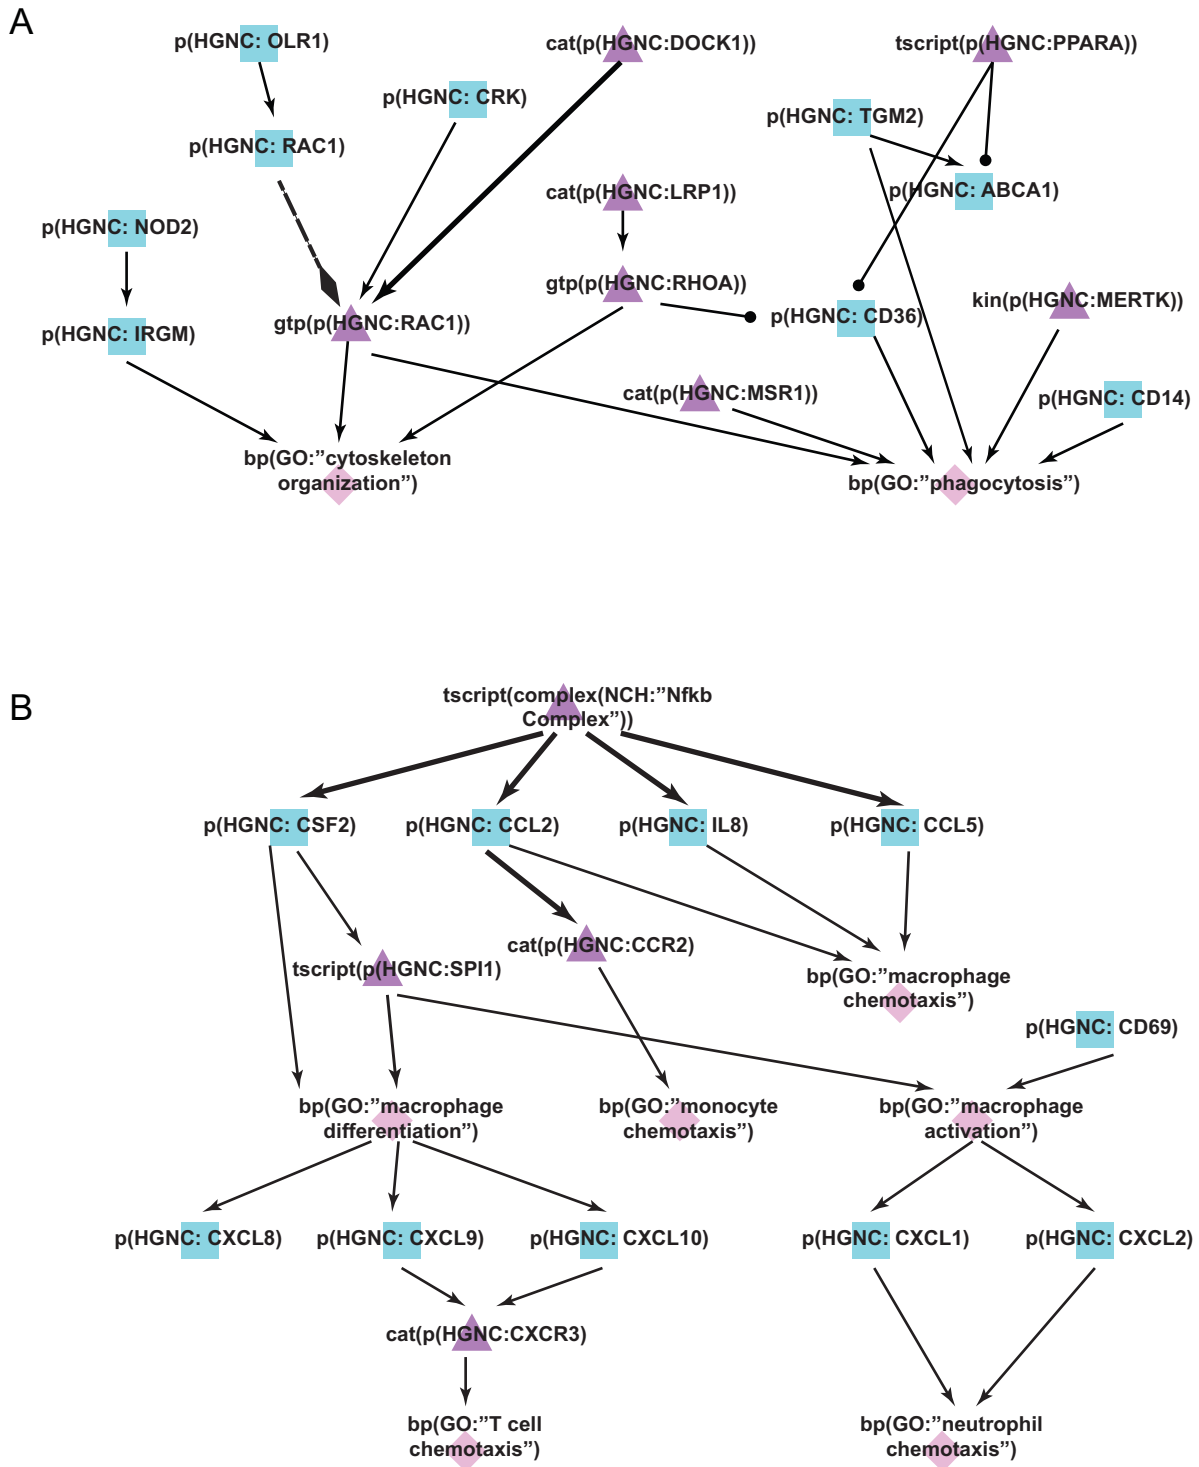 A
p(HGNC: OLR1)
cat(p(HGNC:DOCK1))
tscript(p(HGNC:PPARA))
p(HGNC: CRK)
p(HGNC: TGM2)
p(HGNC: RAC1)
cat(p(HGNC:LRP1))
p(HGNC: ABCA1)
p(HGNC: NOD2)
gtp(p(HGNC:RHOA))
kin(p(HGNC:MERTK))
p(HGNC: IRGM)
gtp(p(HGNC:RAC1))
p(HGNC: CD36)
cat(p(HGNC:MSR1))
p(HGNC: CD14)
bp(GO:”cytoskeleton
organization”)
bp(GO:”phagocytosis”)
B
tscript(complex(NCH:”Nfkb
Complex”))
p(HGNC: CSF2)
p(HGNC: CCL2)
p(HGNC: IL8)
p(HGNC: CCL5)
cat(p(HGNC:CCR2)
tscript(p(HGNC:SPI1)
bp(GO:”macrophage
chemotaxis”)
p(HGNC: CD69)
bp(GO:”macrophage
differentiation”)
bp(GO:”monocyte
chemotaxis”)
bp(GO:”macrophage
activation”)
p(HGNC: CXCL8)
p(HGNC: CXCL9)
p(HGNC: CXCL10)
p(HGNC: CXCL1)
p(HGNC: CXCL2)
cat(p(HGNC:CXCR3)
bp(GO:”T cell
chemotaxis”)
bp(GO:”neutrophil
chemotaxis”)